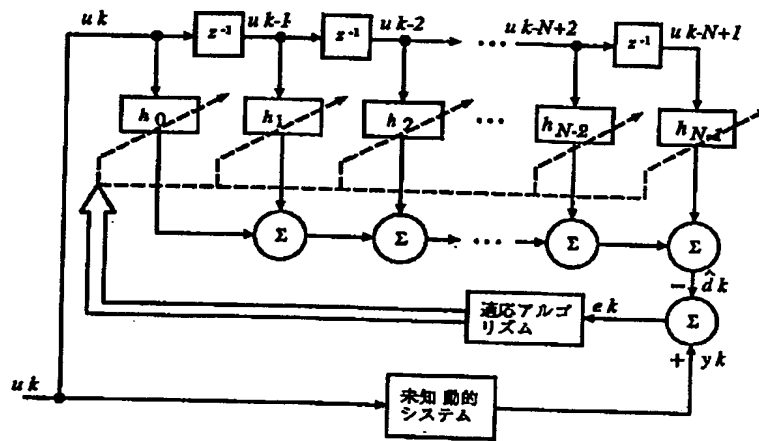 u k
z⁻¹
u k-1
z⁻¹
u k-2
...
u k-N+2
z⁻¹
u k-N+1
h 0
h 1
h 2
...
h N-2
h N-1
Σ
Σ
...
Σ
Σ
− d̂ k
適応アルゴ
リズム
e k
Σ
+ y k
u k
未知 動的
システム